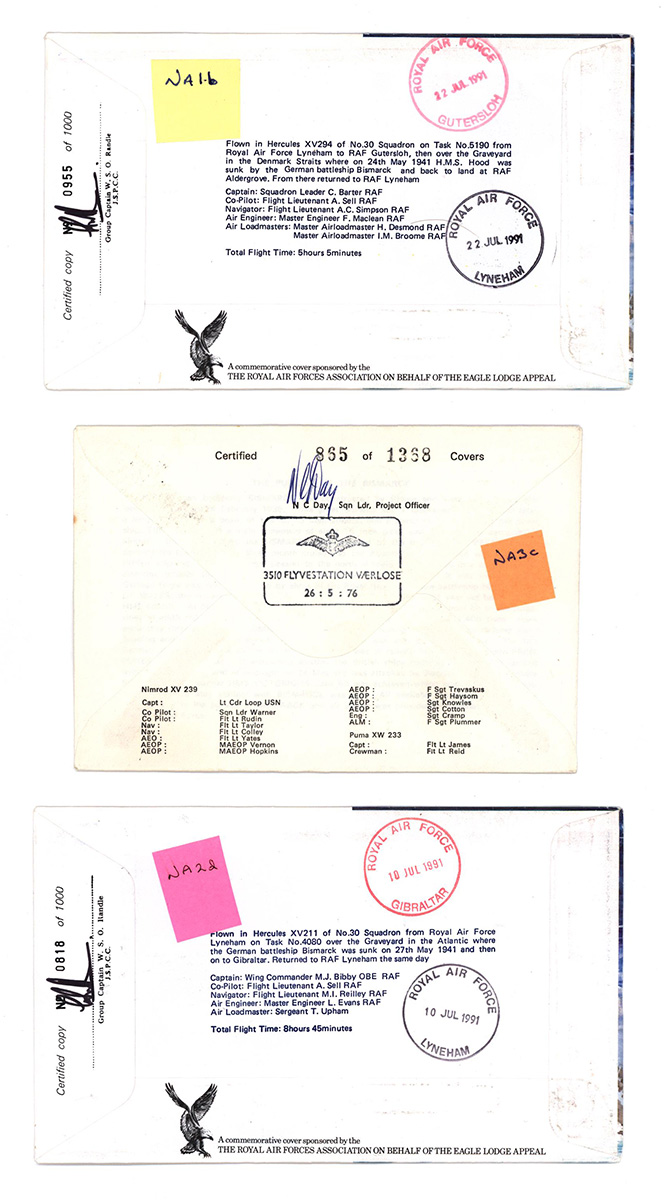 NA1b
ROYAL AIR FORCE
22 JUL 1991
GUTERSLOH
Certified copy No 0955 of 1000
Group Captain W. S. O. Randle
J.S.P.C.C.
Flown in Hercules XV294 of No.30 Squadron on Task No.5190 from
Royal Air Force Lyneham to RAF Gutersloh, then over the Graveyard
in the Denmark Straits where on 24th May 1941 H.M.S. Hood was
sunk by the German battleship Bismarck and back to land at RAF
Aldergrove. From there returned to RAF Lyneham
Captain: Squadron Leader C. Barter RAF
Co-Pilot: Flight Lieutenant A. Sell RAF
Navigator: Flight Lieutenant A.C. Simpson RAF
Air Engineer: Master Engineer F. Maclean RAF
Air Loadmasters: Master Airloadmaster H. Desmond RAF
Master Airloadmaster I.M. Broome RAF
Total Flight Time: 5hours 5minutes
ROYAL AIR FORCE
22 JUL 1991
LYNEHAM
A commemorative cover sponsored by the
THE ROYAL AIR FORCES ASSOCIATION ON BEHALF OF THE EAGLE LODGE APPEAL
Certified 865 of 1368 Covers
N C Day
N C Day, Sqn Ldr, Project Officer
3510 FLYVESTATION VÆRLØSE
26 : 5 : 76
NA3c
Nimrod XV 239
Capt : Lt Cdr Loop USN
Co Pilot : Sqn Ldr Warner
Co Pilot : Flt Lt Rudin
Nav : Flt Lt Taylor
Nav : Flt Lt Colley
AEO : Flt Lt Yates
AEOP : MAEOP Vernon
AEOP : MAEOP Hopkins
AEOP : F Sgt Trevaskus
AEOP : F Sgt Haysom
AEOP : Sgt Knowles
AEOP : Sgt Cotton
Eng : Sgt Cramp
ALM : F Sgt Plummer
Puma XW 233
Capt : Flt Lt James
Crewman : Flt Lt Reid
NA2d
ROYAL AIR FORCE
10 JUL 1991
GIBRALTAR
Certified copy No 0818 of 1000
Group Captain W. S. O. Randle
J.S.P.C.C.
Flown in Hercules XV211 of No.30 Squadron from Royal Air Force
Lyneham on Task No.4080 over the Graveyard in the Atlantic where
the German battleship Bismarck was sunk on 27th May 1941 and then
on to Gibraltar. Returned to RAF Lyneham the same day
Captain: Wing Commander M.J. Bibby OBE RAF
Co-Pilot: Flight Lieutenant A. Sell RAF
Navigator: Flight Lieutenant M.I. Reilley RAF
Air Engineer: Master Engineer L. Evans RAF
Air Loadmaster: Sergeant T. Upham
Total Flight Time: 8hours 45minutes
ROYAL AIR FORCE
10 JUL 1991
LYNEHAM
A commemorative cover sponsored by the
THE ROYAL AIR FORCES ASSOCIATION ON BEHALF OF THE EAGLE LODGE APPEAL